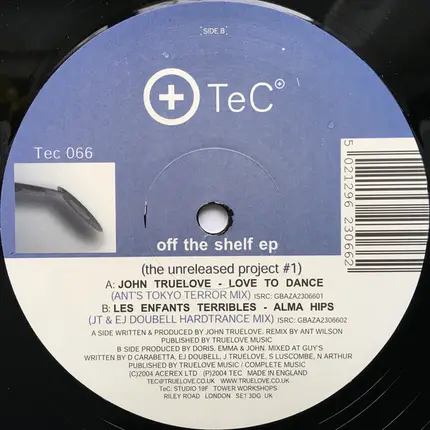 SIDE B
TeC
Tec 066
5 021296 230662
off the shelf ep
(the unreleased project #1)
A: JOHN TRUELOVE - LOVE TO DANCE
(ANT'S TOKYO TERROR MIX) ISRC: GBAZA2306601
B: LES ENFANTS TERRIBLES - ALMA HIPS
(JT & EJ DOUBELL HARDTRANCE MIX) ISRC: GBAZA2306602
A SIDE WRITTEN & PRODUCED BY JOHN TRUELOVE. REMIX BY ANT WILSON
PUBLISHED BY TRUELOVE MUSIC
B SIDE PRODUCED BY DORIS, EMMA & JOHN. MIXED AT GUY'S
WRITTEN BY D CARABETTA, EJ DOUBELL, J TRUELOVE, S LUSCOMBE, N ARTHUR
PUBLISHED BY TRUELOVE MUSIC / COMPLETE MUSIC
(C)2004 ACEREX LTD (P)2004 TEC MADE IN ENGLAND
TEC@TRUELOVE.CO.UK WWW.TRUELOVE.CO.UK
TeC: STUDIO 19F TOWER WORKSHOPS
RILEY ROAD LONDON SE1 3DG UK